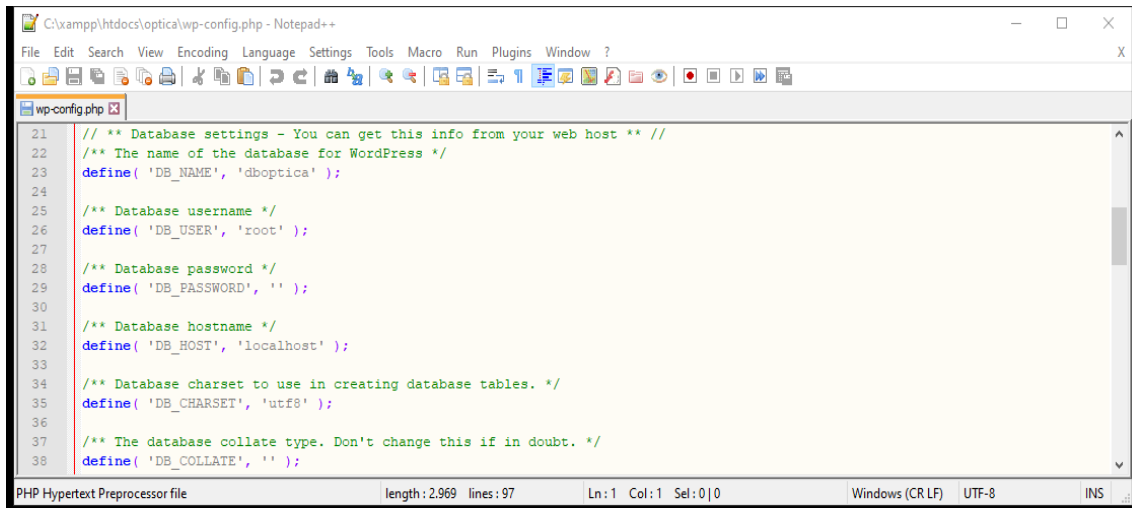 C:\xampp\htdocs\optica\wp-config.php - Notepad++
File Edit Search View Encoding Language Settings Tools Macro Run Plugins Window ? X
wp-config.php
21 // ** Database settings - You can get this info from your web host ** //
22 /** The name of the database for WordPress */
23 define( 'DB_NAME', 'dboptica' );
24
25 /** Database username */
26 define( 'DB_USER', 'root' );
27
28 /** Database password */
29 define( 'DB_PASSWORD', '' );
30
31 /** Database hostname */
32 define( 'DB_HOST', 'localhost' );
33
34 /** Database charset to use in creating database tables. */
35 define( 'DB_CHARSET', 'utf8' );
36
37 /** The database collate type. Don't change this if in doubt. */
38 define( 'DB_COLLATE', '' );
PHP Hypertext Preprocessor file length : 2.969 lines : 97 Ln : 1 Col : 1 Sel : 0 | 0 Windows (CR LF) UTF-8 INS